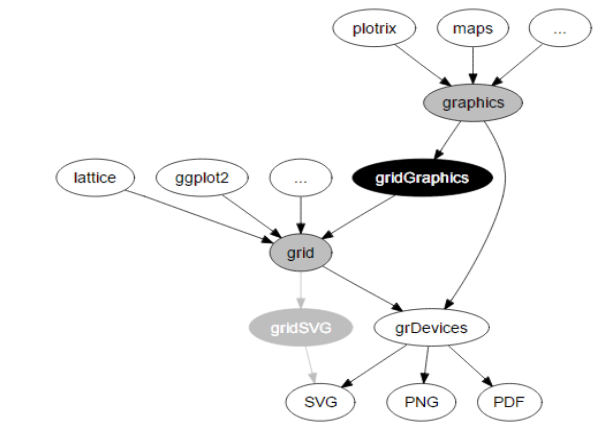 plotrix
maps
...
graphics
lattice
ggplot2
...
gridGraphics
grid
gridSVG
grDevices
SVG
PNG
PDF